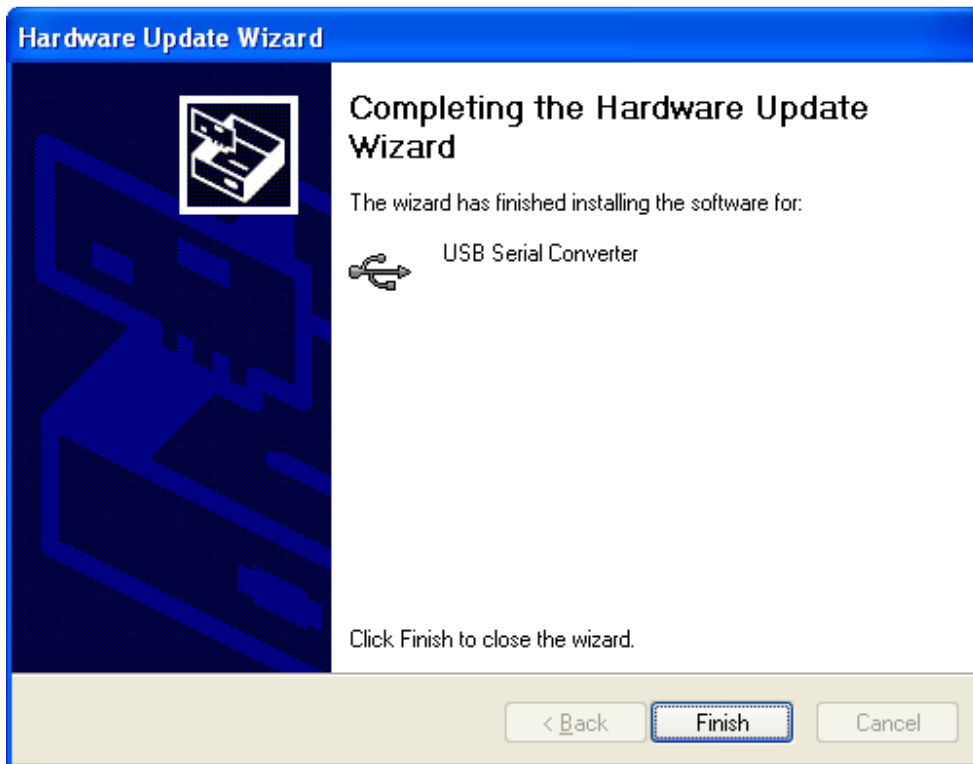 Hardware Update Wizard
Completing the Hardware Update
Wizard
The wizard has finished installing the software for:
USB Serial Converter
Click Finish to close the wizard.
< Back Finish Cancel